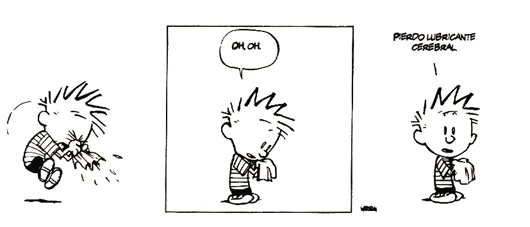 OH, OH.
PIERDO LUBRICANTE
CEREBRAL.